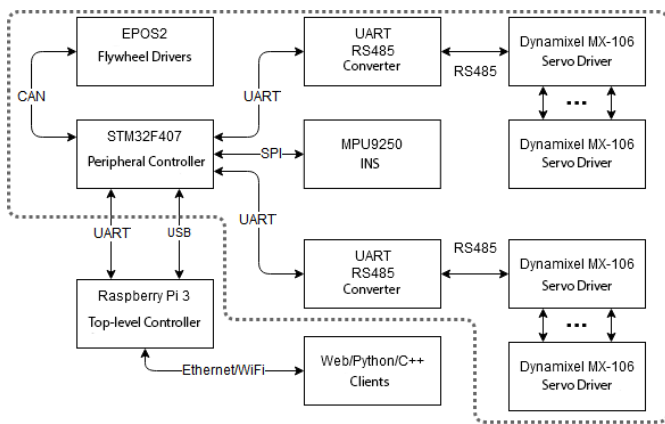 EPOS2
Flywheel Drivers
UART
RS485
Converter
RS485
Dynamixel MX-106
Servo Driver
CAN
UART
...
STM32F407
Peripheral Controller
SPI
MPU9250
INS
Dynamixel MX-106
Servo Driver
UART
UART
USB
UART
RS485
Converter
RS485
Dynamixel MX-106
Servo Driver
Raspberry Pi 3
Top-level Controller
...
Ethernet/WiFi
Web/Python/C++
Clients
Dynamixel MX-106
Servo Driver